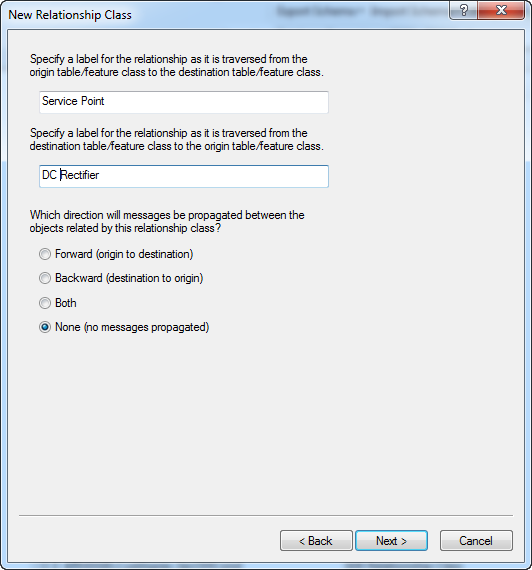 New Relationship Class
Specify a label for the relationship as it is traversed from the
origin table/feature class to the destination table/feature class.
Service Point
Specify a label for the relationship as it is traversed from the
destination table/feature class to the origin table/feature class.
DC Rectifier
Which direction will messages be propagated between the
objects related by this relationship class?
Forward (origin to destination)
Backward (destination to origin)
Both
None (no messages propagated)
< Back
Next >
Cancel